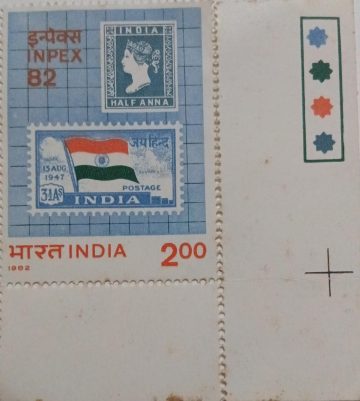 इन्पेक्स
INPEX
82
INDIA
HALF ANNA
15 AUG
1947
जय हिन्द
3½ As
POSTAGE
INDIA
भारत INDIA 2.00
1982